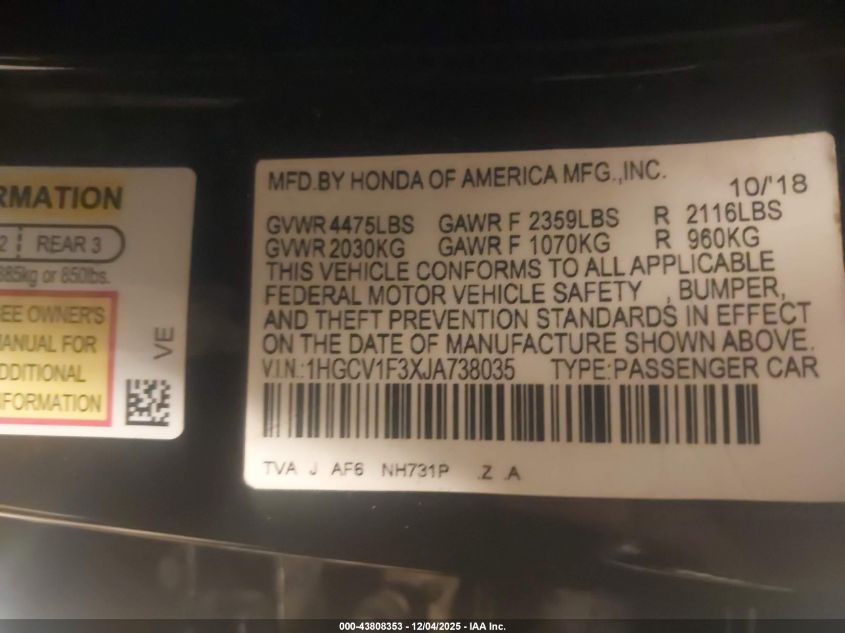 RMATION
2 REAR 3
385kg or 850lbs.
SEE OWNER'S
MANUAL FOR
ADDITIONAL
INFORMATION
VE
MFD.BY HONDA OF AMERICA MFG.,INC.
10/'18
GVWR 4475LBS GAWR F 2359LBS R 2116LBS
GVWR 2030KG GAWR F 1070KG R 960KG
THIS VEHICLE CONFORMS TO ALL APPLICABLE
FEDERAL MOTOR VEHICLE SAFETY , BUMPER,
AND THEFT PREVENTION STANDARDS IN EFFECT
ON THE DATE OF MANUFACTURE SHOWN ABOVE.
V.I.N.:1HGCV1F3XJA738035 TYPE:PASSENGER CAR
TVA J AF6 NH731P .Z .A
000-43808353 - 12/04/2025 - IAA Inc.